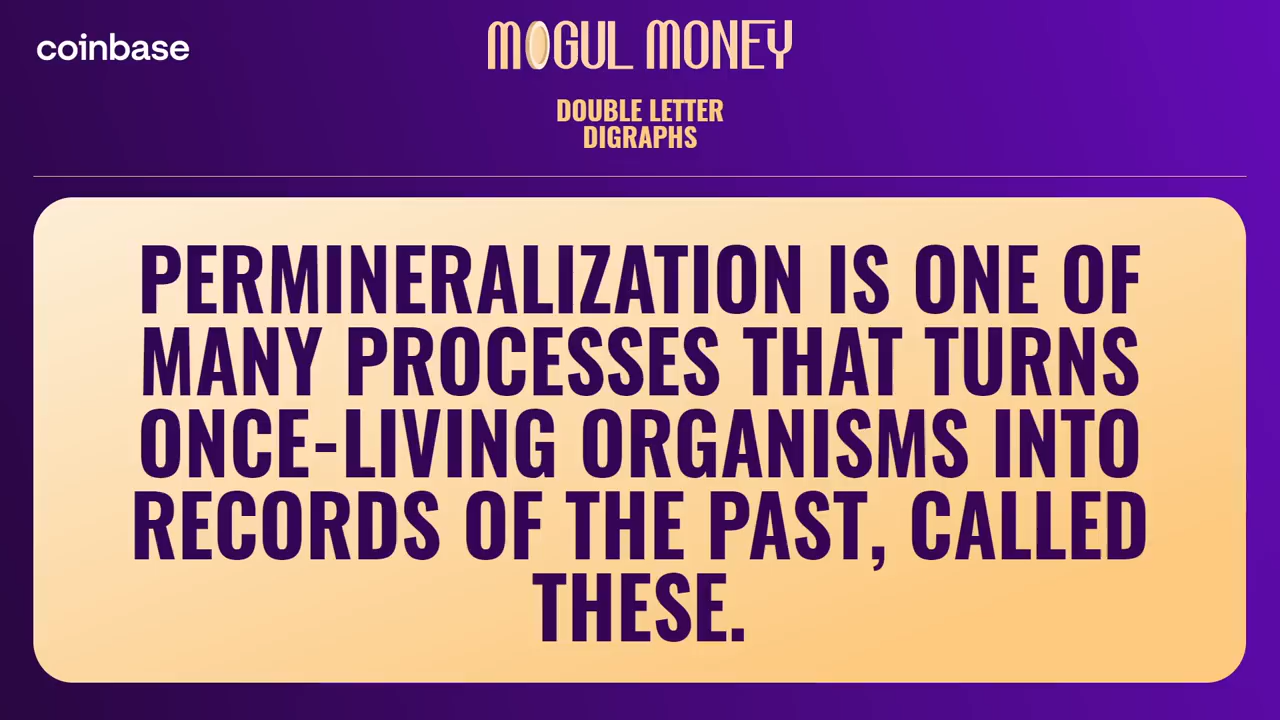 coinbase
MOGUL MONEY
DOUBLE LETTER
DIGRAPHS
PERMINERALIZATION IS ONE OF
MANY PROCESSES THAT TURNS
ONCE-LIVING ORGANISMS INTO
RECORDS OF THE PAST, CALLED
THESE.